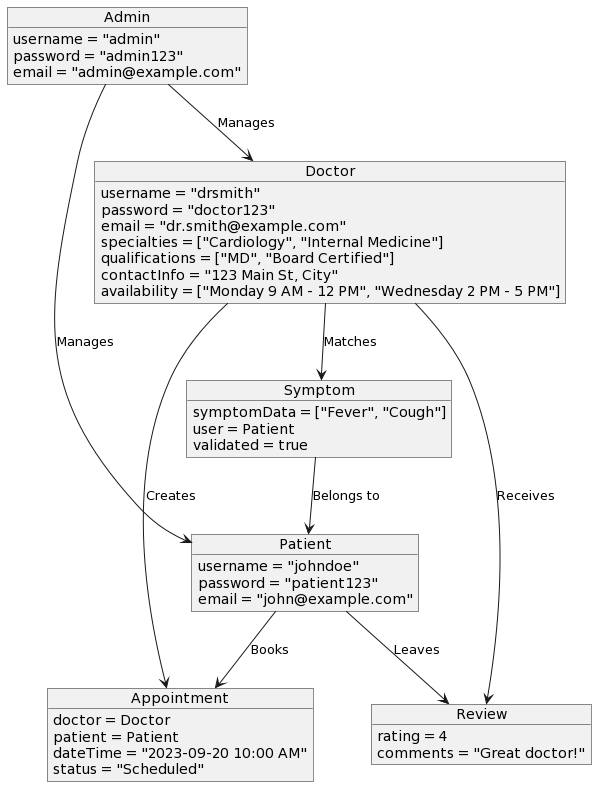 Admin
username = "admin"
password = "admin123"
email = "admin@example.com"
Manages
Doctor
username = "drsmith"
password = "doctor123"
email = "dr.smith@example.com"
specialties = ["Cardiology", "Internal Medicine"]
qualifications = ["MD", "Board Certified"]
contactInfo = "123 Main St, City"
availability = ["Monday 9 AM - 12 PM", "Wednesday 2 PM - 5 PM"]
Manages
Matches
Symptom
symptomData = ["Fever", "Cough"]
user = Patient
validated = true
Creates
Belongs to
Receives
Patient
username = "johndoe"
password = "patient123"
email = "john@example.com"
Books
Leaves
Appointment
doctor = Doctor
patient = Patient
dateTime = "2023-09-20 10:00 AM"
status = "Scheduled"
Review
rating = 4
comments = "Great doctor!"